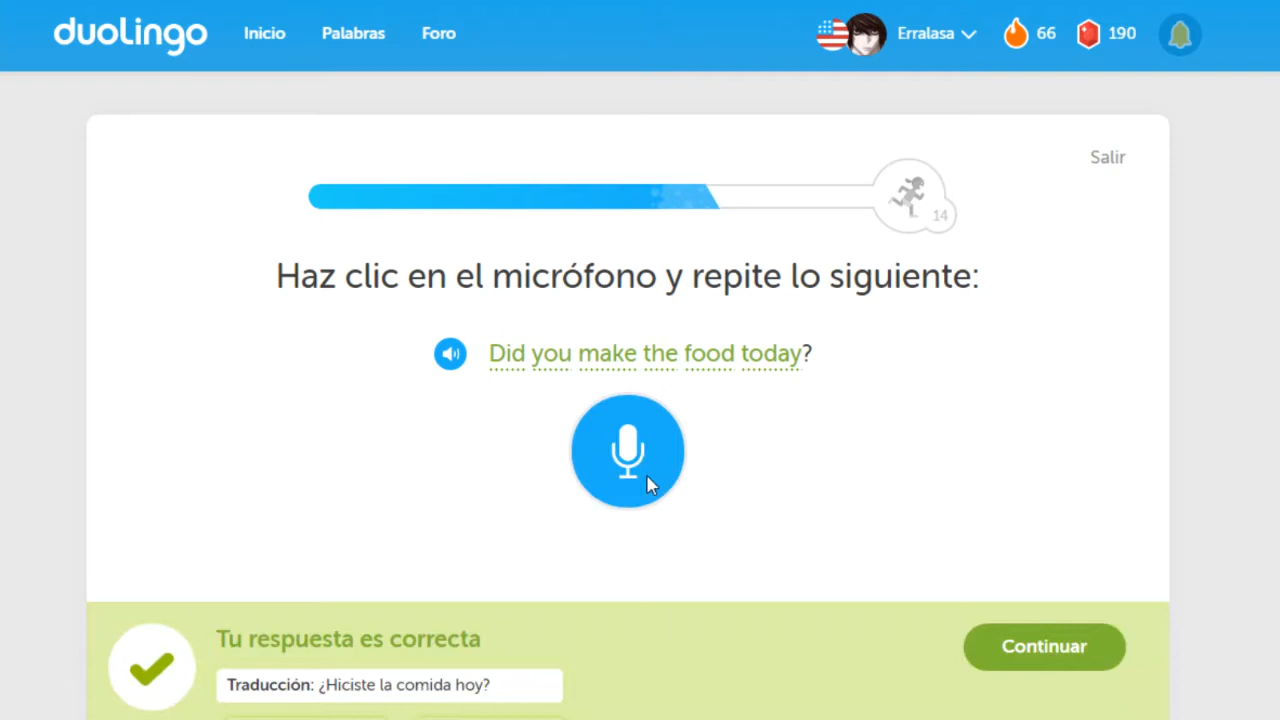 duolingo Inicio Palabras Foro Erralasa 66 190
Salir
14
Haz clic en el micrófono y repite lo siguiente:
Did you make the food today?
Tu respuesta es correcta
Continuar
Traducción: ¿Hiciste la comida hoy?